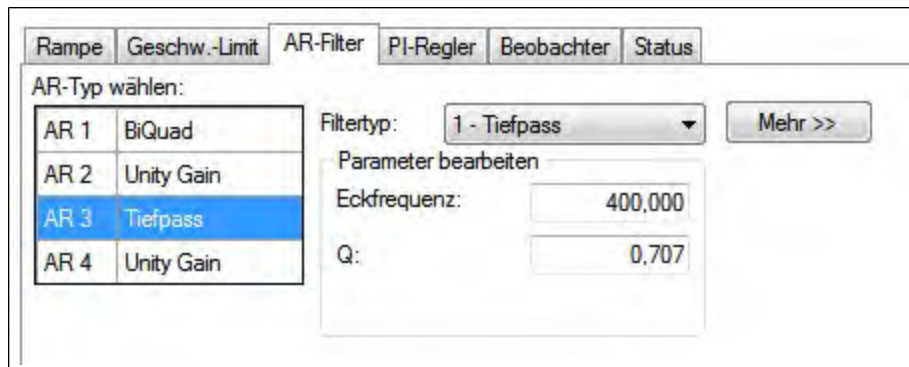 Rampe Geschw.-Limit AR-Filter PI-Regler Beobachter Status
AR-Typ wählen:
AR 1 BiQuad
AR 2 Unity Gain
AR 3 Tiefpass
AR 4 Unity Gain
Filtertyp: 1 - Tiefpass Mehr >>
Parameter bearbeiten
Eckfrequenz: 400,000
Q: 0,707